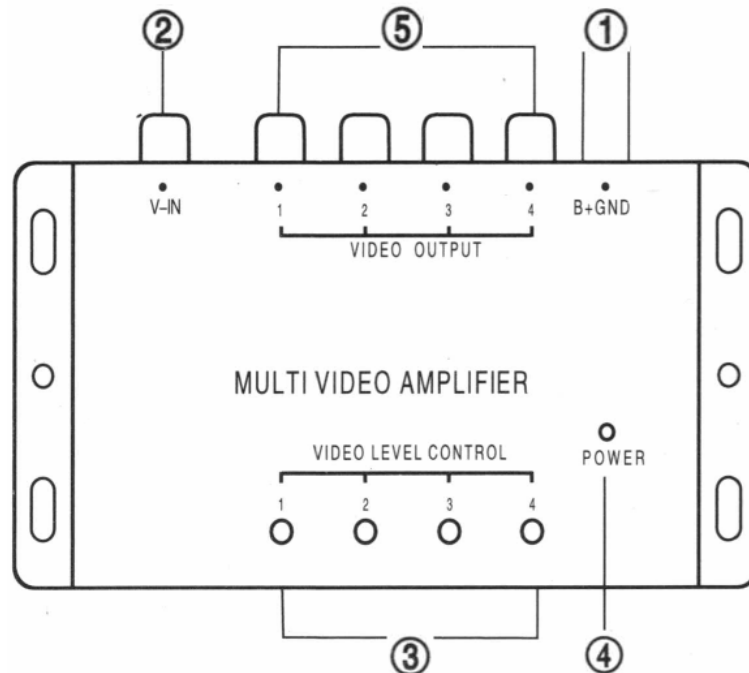 ② ⑤ ①
V-IN 1 2 3 4 B+GND
VIDEO OUTPUT
MULTI VIDEO AMPLIFIER
VIDEO LEVEL CONTROL
POWER
1 2 3 4
③ ④